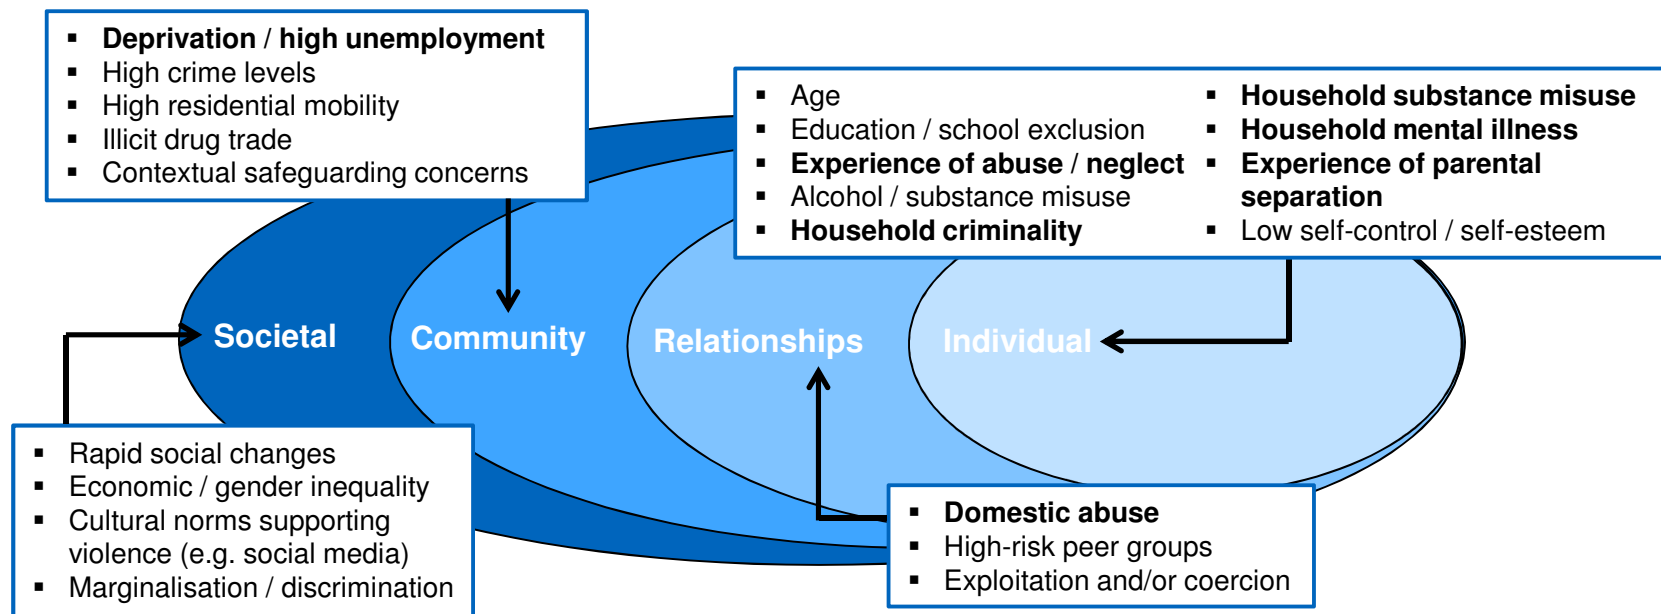 ▪ Deprivation / high unemployment
▪ High crime levels
▪ High residential mobility
▪ Illicit drug trade
▪ Contextual safeguarding concerns
▪ Age
▪ Education / school exclusion
▪ Experience of abuse / neglect
▪ Alcohol / substance misuse
▪ Household criminality
▪ Household substance misuse
▪ Household mental illness
▪ Experience of parental
separation
▪ Low self-control / self-esteem
Societal
Community
Relationships
Individual
▪ Rapid social changes
▪ Economic / gender inequality
▪ Cultural norms supporting
violence (e.g. social media)
▪ Marginalisation / discrimination
▪ Domestic abuse
▪ High-risk peer groups
▪ Exploitation and/or coercion